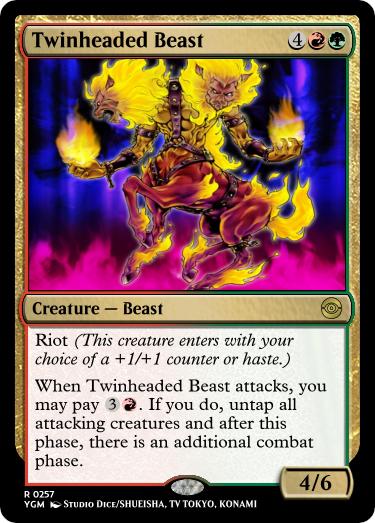 Twinheaded Beast 4
Creature — Beast
Riot (This creature enters with your
choice of a +1/+1 counter or haste.)
When Twinheaded Beast attacks, you
may pay 3. If you do, untap all
attacking creatures and after this
phase, there is an additional combat
phase.
4/6
R 0257
YGM Studio Dice/SHUEISHA, TV TOKYO, KONAMI